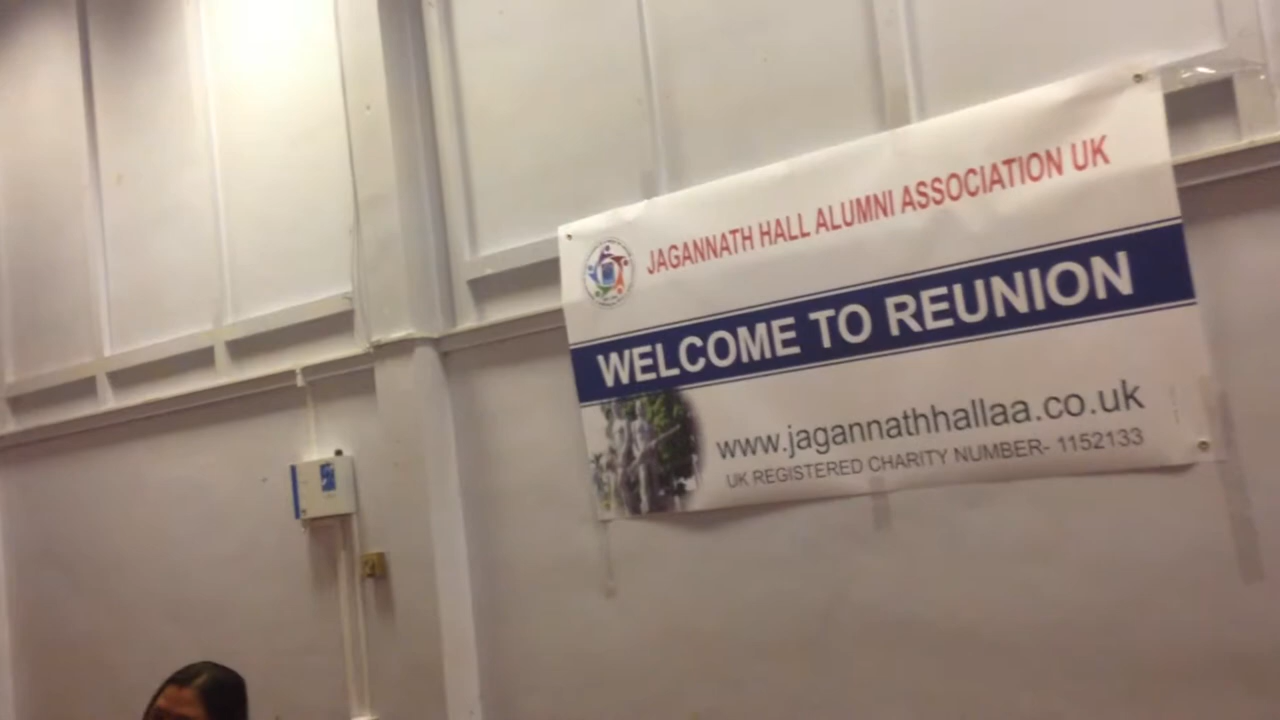 JAGANNATH HALL ALUMNI ASSOCIATION UK
WELCOME TO REUNION
www.jagannathhallaa.co.uk
UK REGISTERED CHARITY NUMBER- 1152133